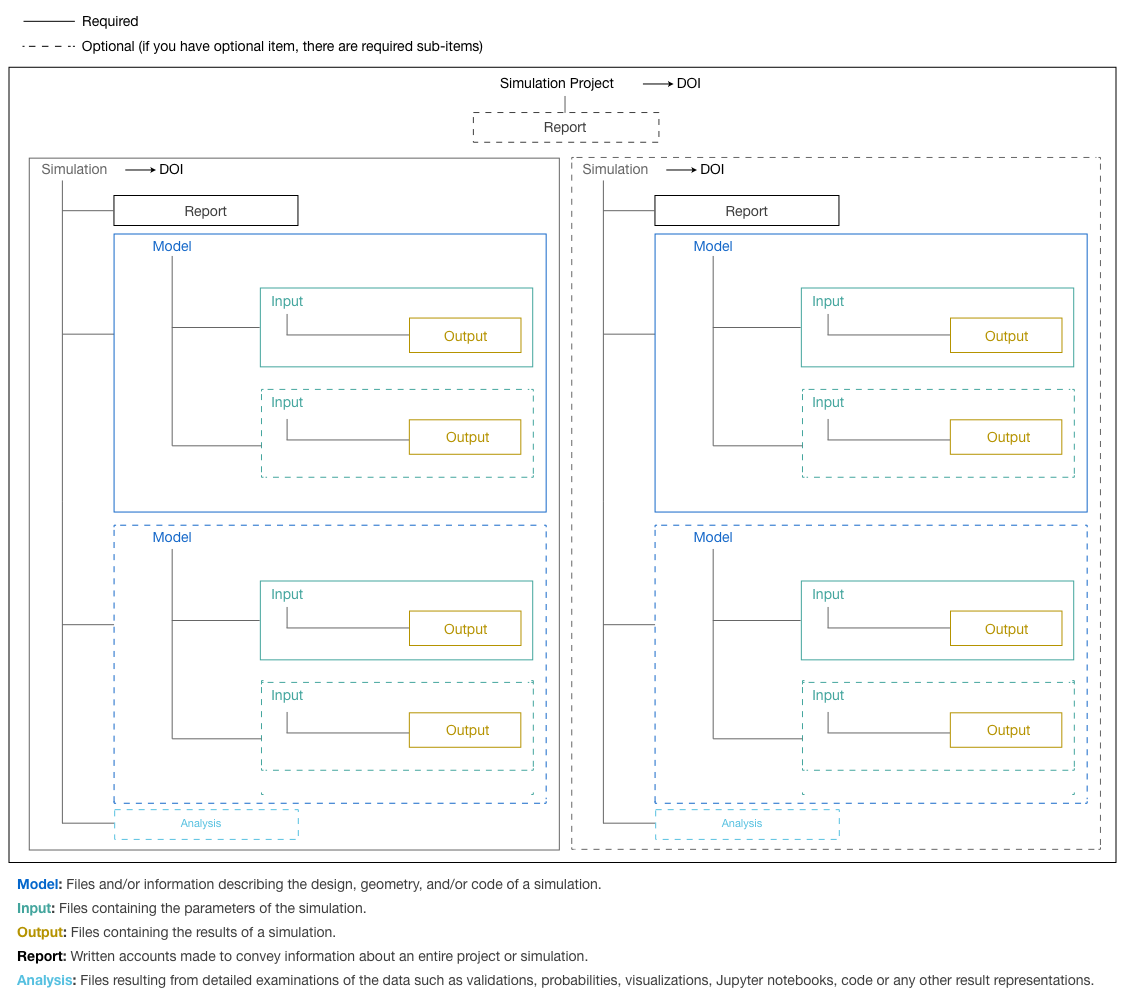 Required
Optional (if you have optional item, there are required sub-items)
Simulation Project DOI
Report
Simulation DOI
Report
Model
Input
Output
Input
Output
Model
Input
Output
Input
Output
Analysis
Simulation DOI
Report
Model
Input
Output
Input
Output
Model
Input
Output
Input
Output
Analysis
Model: Files and/or information describing the design, geometry, and/or code of a simulation.
Input: Files containing the parameters of the simulation.
Output: Files containing the results of a simulation.
Report: Written accounts made to convey information about an entire project or simulation.
Analysis: Files resulting from detailed examinations of the data such as validations, probabilities, visualizations, Jupyter notebooks, code or any other result representations.